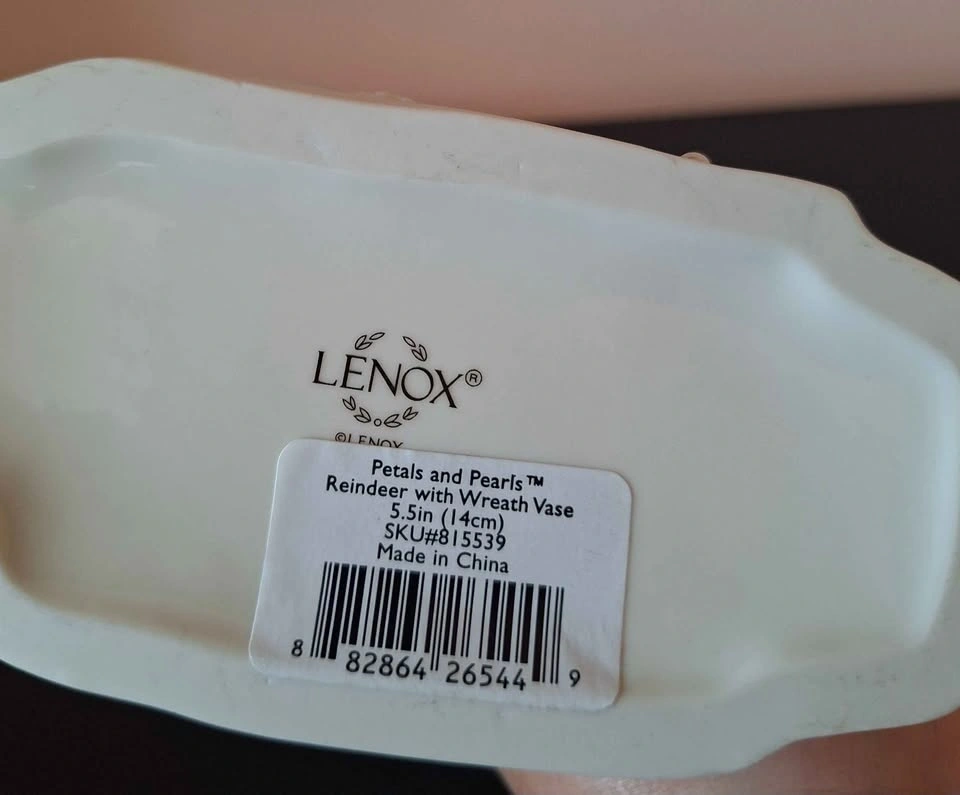 LENOX®
©LENOX
Petals and Pearls™
Reindeer with Wreath Vase
5.5in (14cm)
SKU#815539
Made in China
8 82864 26544 9